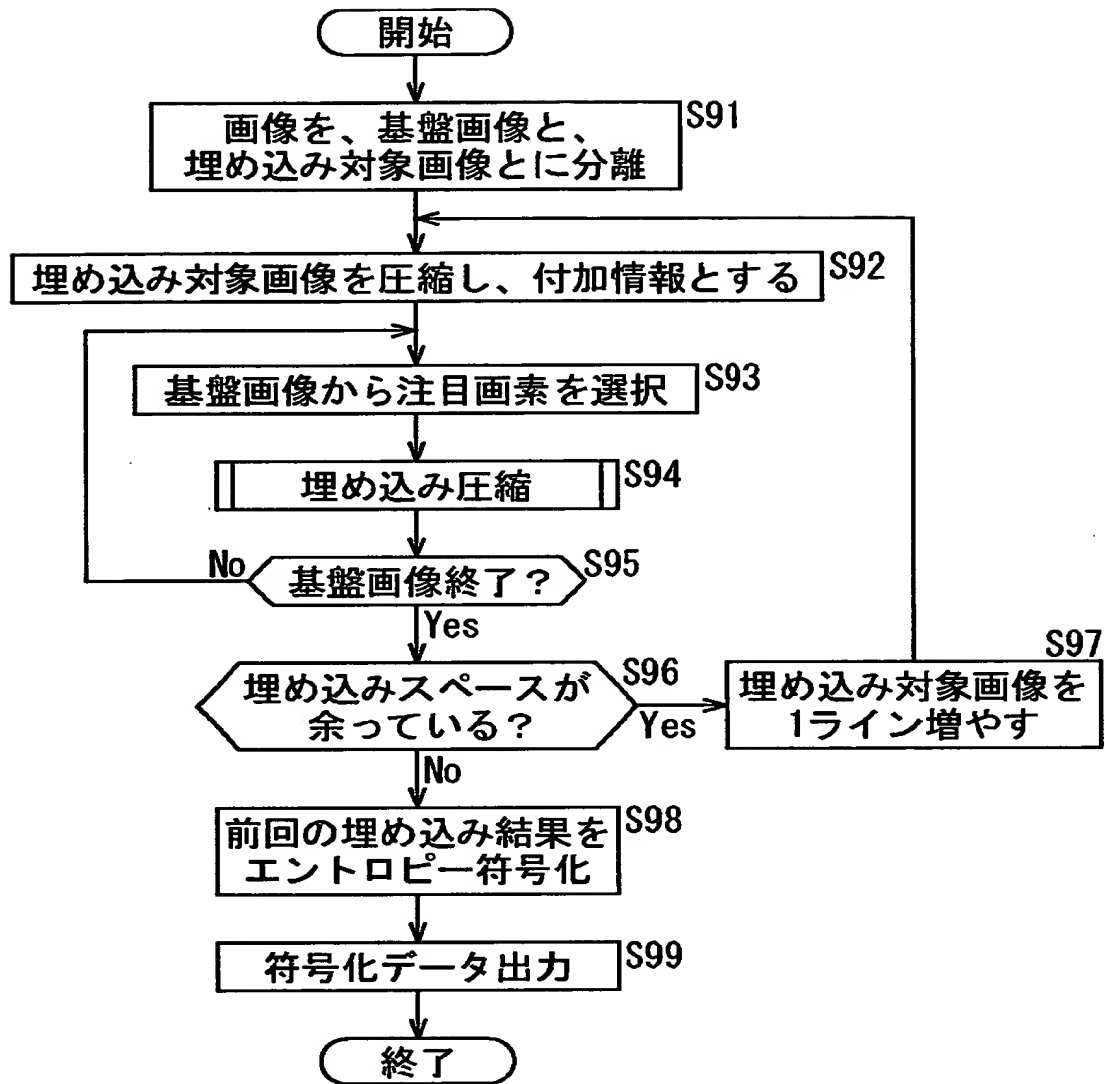 開始
画像を、基盤画像と、
埋め込み対象画像とに分離
S91
埋め込み対象画像を圧縮し、付加情報とする
S92
基盤画像から注目画素を選択
S93
埋め込み圧縮
S94
No
基盤画像終了？
S95
Yes
埋め込みスペースが
余っている？
S96
Yes
S97
埋め込み対象画像を
1ライン増やす
No
前回の埋め込み結果を
エントロピー符号化
S98
符号化データ出力
S99
終了